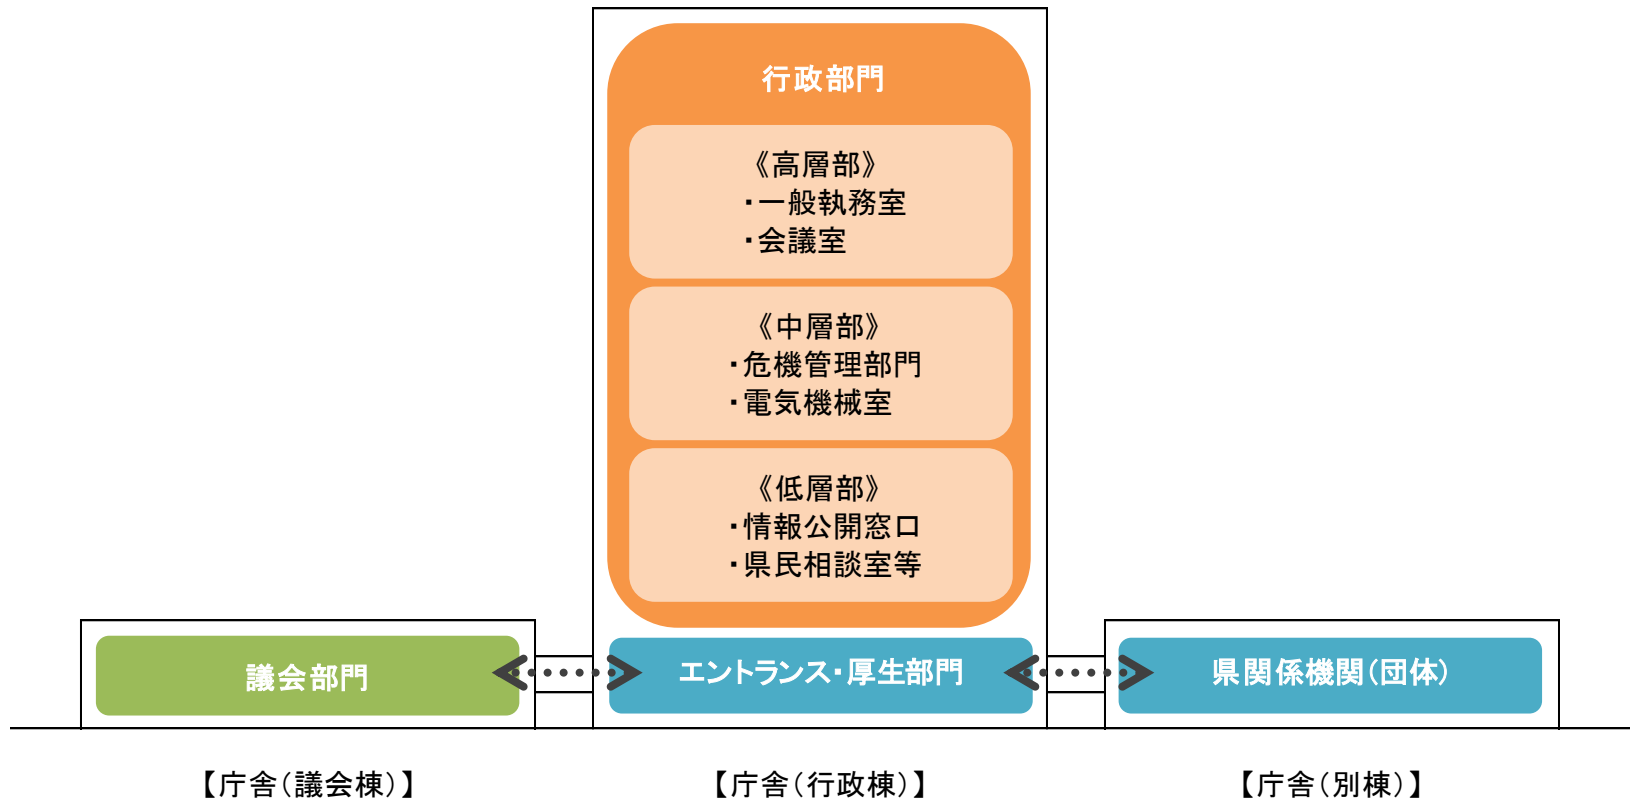 行政部門
《高層部》
・一般執務室
・会議室
《中層部》
・危機管理部門
・電気機械室
《低層部》
・情報公開窓口
・県民相談室等
議会部門
エントランス・厚生部門
県関係機関(団体)
【庁舎(議会棟)】
【庁舎(行政棟)】
【庁舎(別棟)】